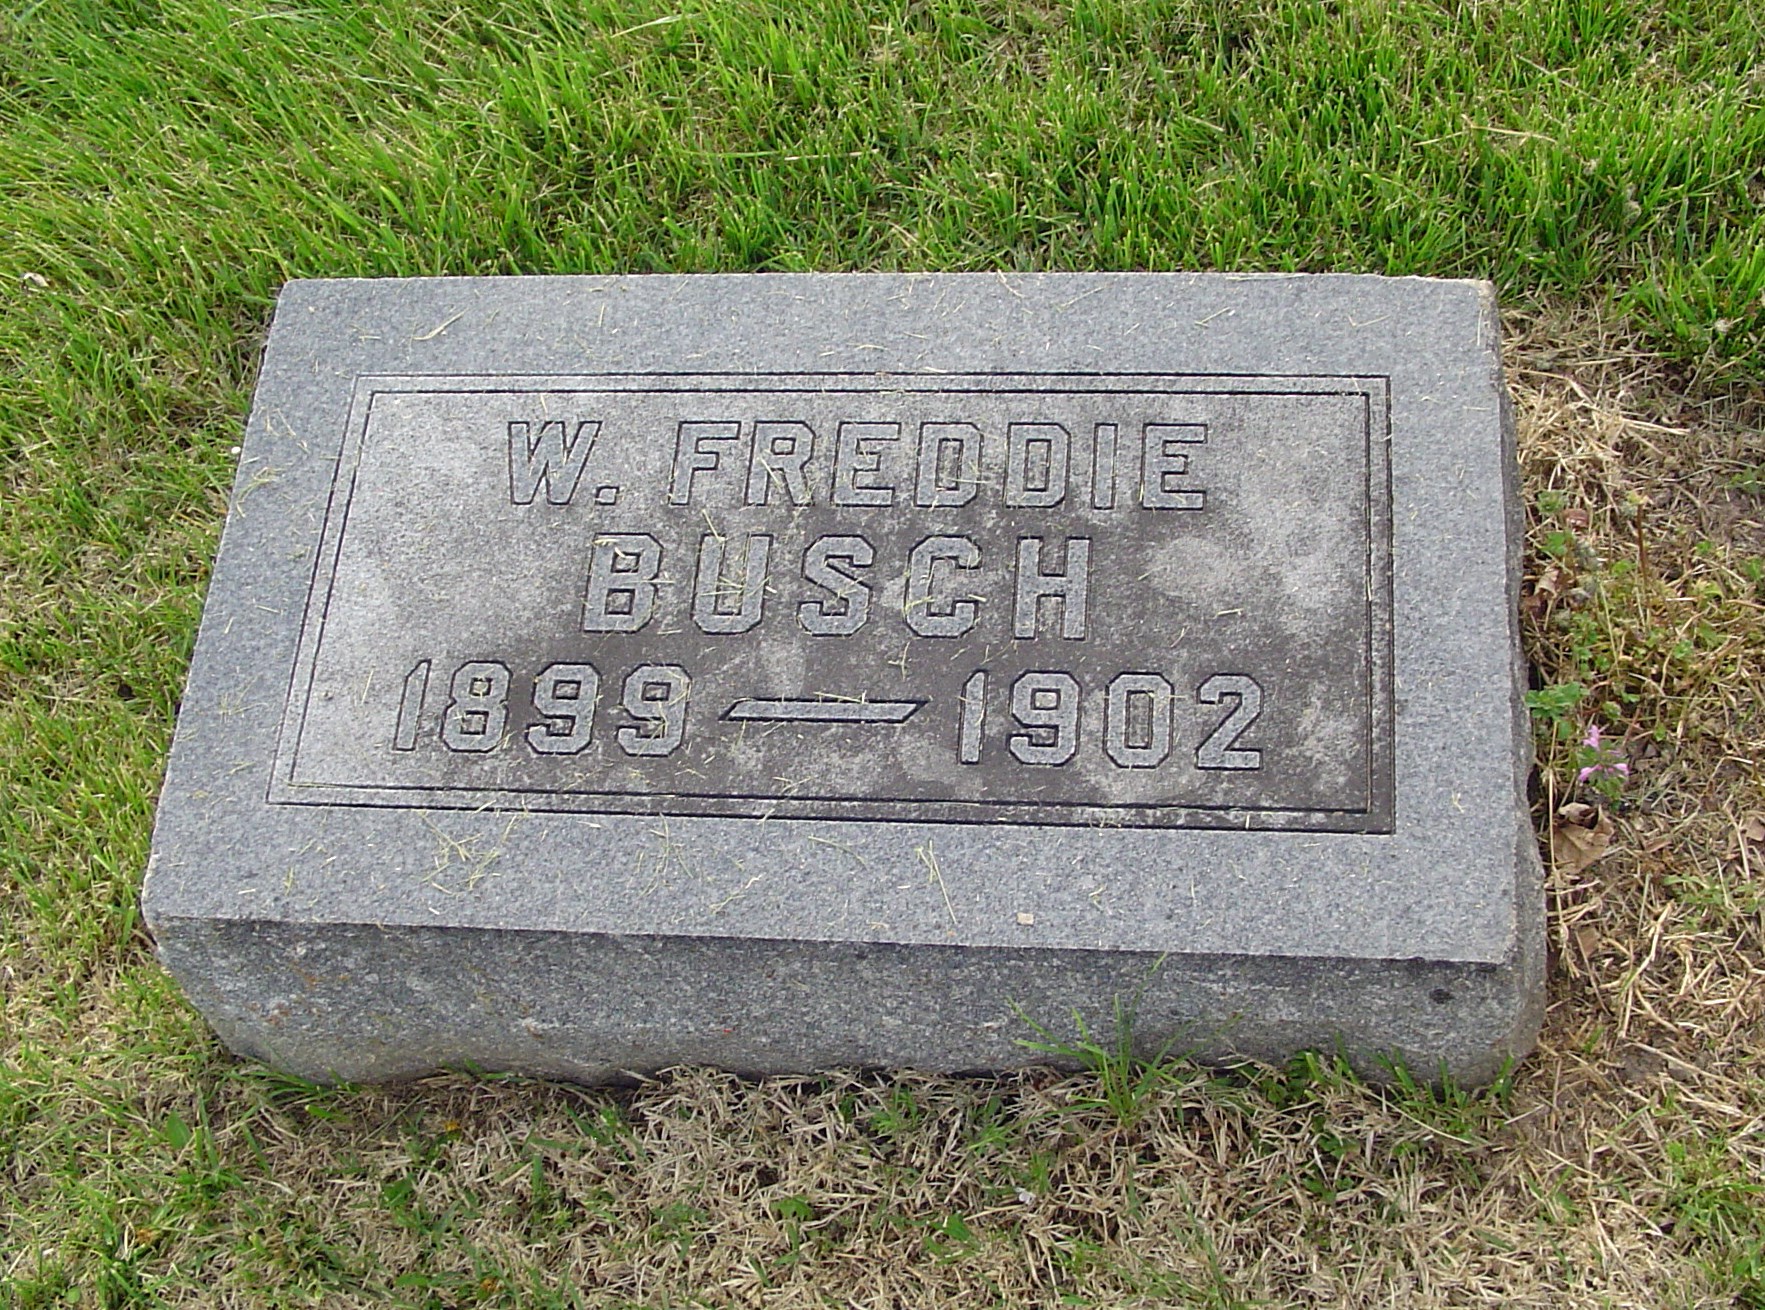 W. FREDDIE
BUSCH
1899 — 1902